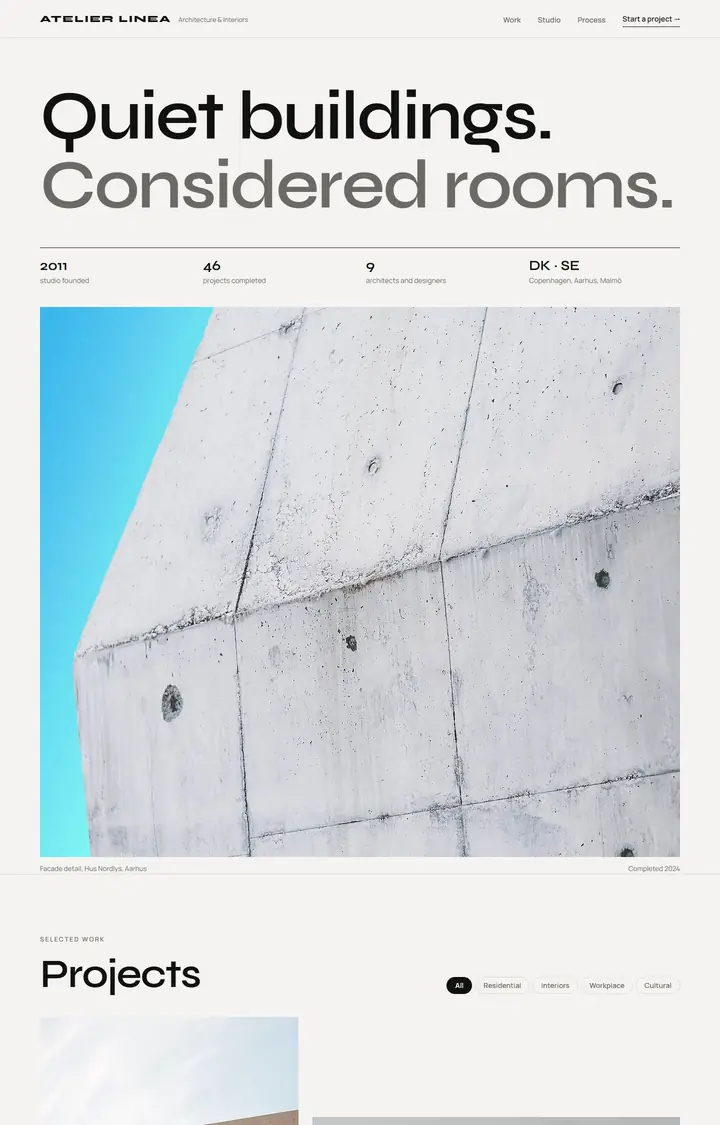 ATELIER LINEA Architecture & Interiors Work Studio Process Start a project →
Quiet buildings.
Considered rooms.
2011 46 9 DK · SE
studio founded projects completed architects and designers Copenhagen, Aarhus, Malmö
Facade detail, Hus Nordlys, Aarhus Completed 2024
SELECTED WORK
Projects
All Residential Interiors Workplace Cultural